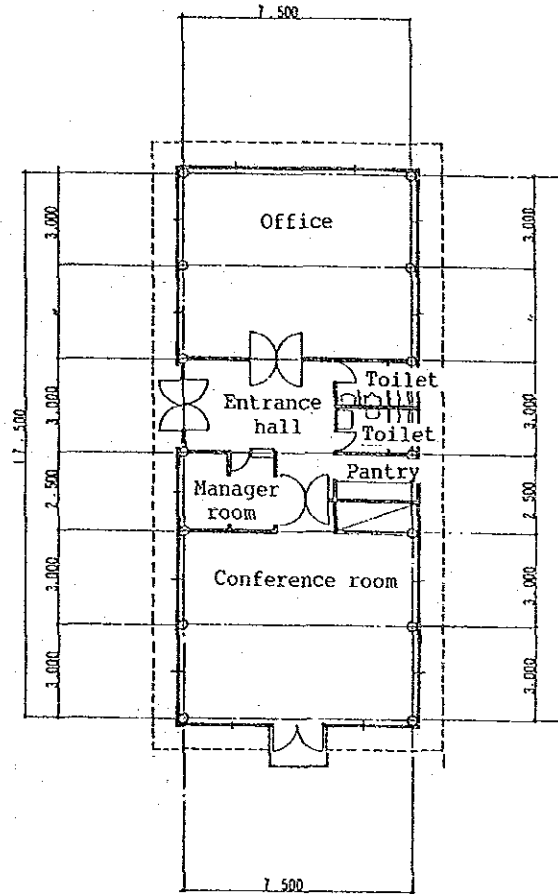 7.500
Office
3.000
3.000
"
"
Toilet
Entrance
hall
3.000
3.000
Toilet
17.500
Pantry
Manager
room
2.500
2.500
Conference room
3.000
3.000
3.000
3.000
7.500